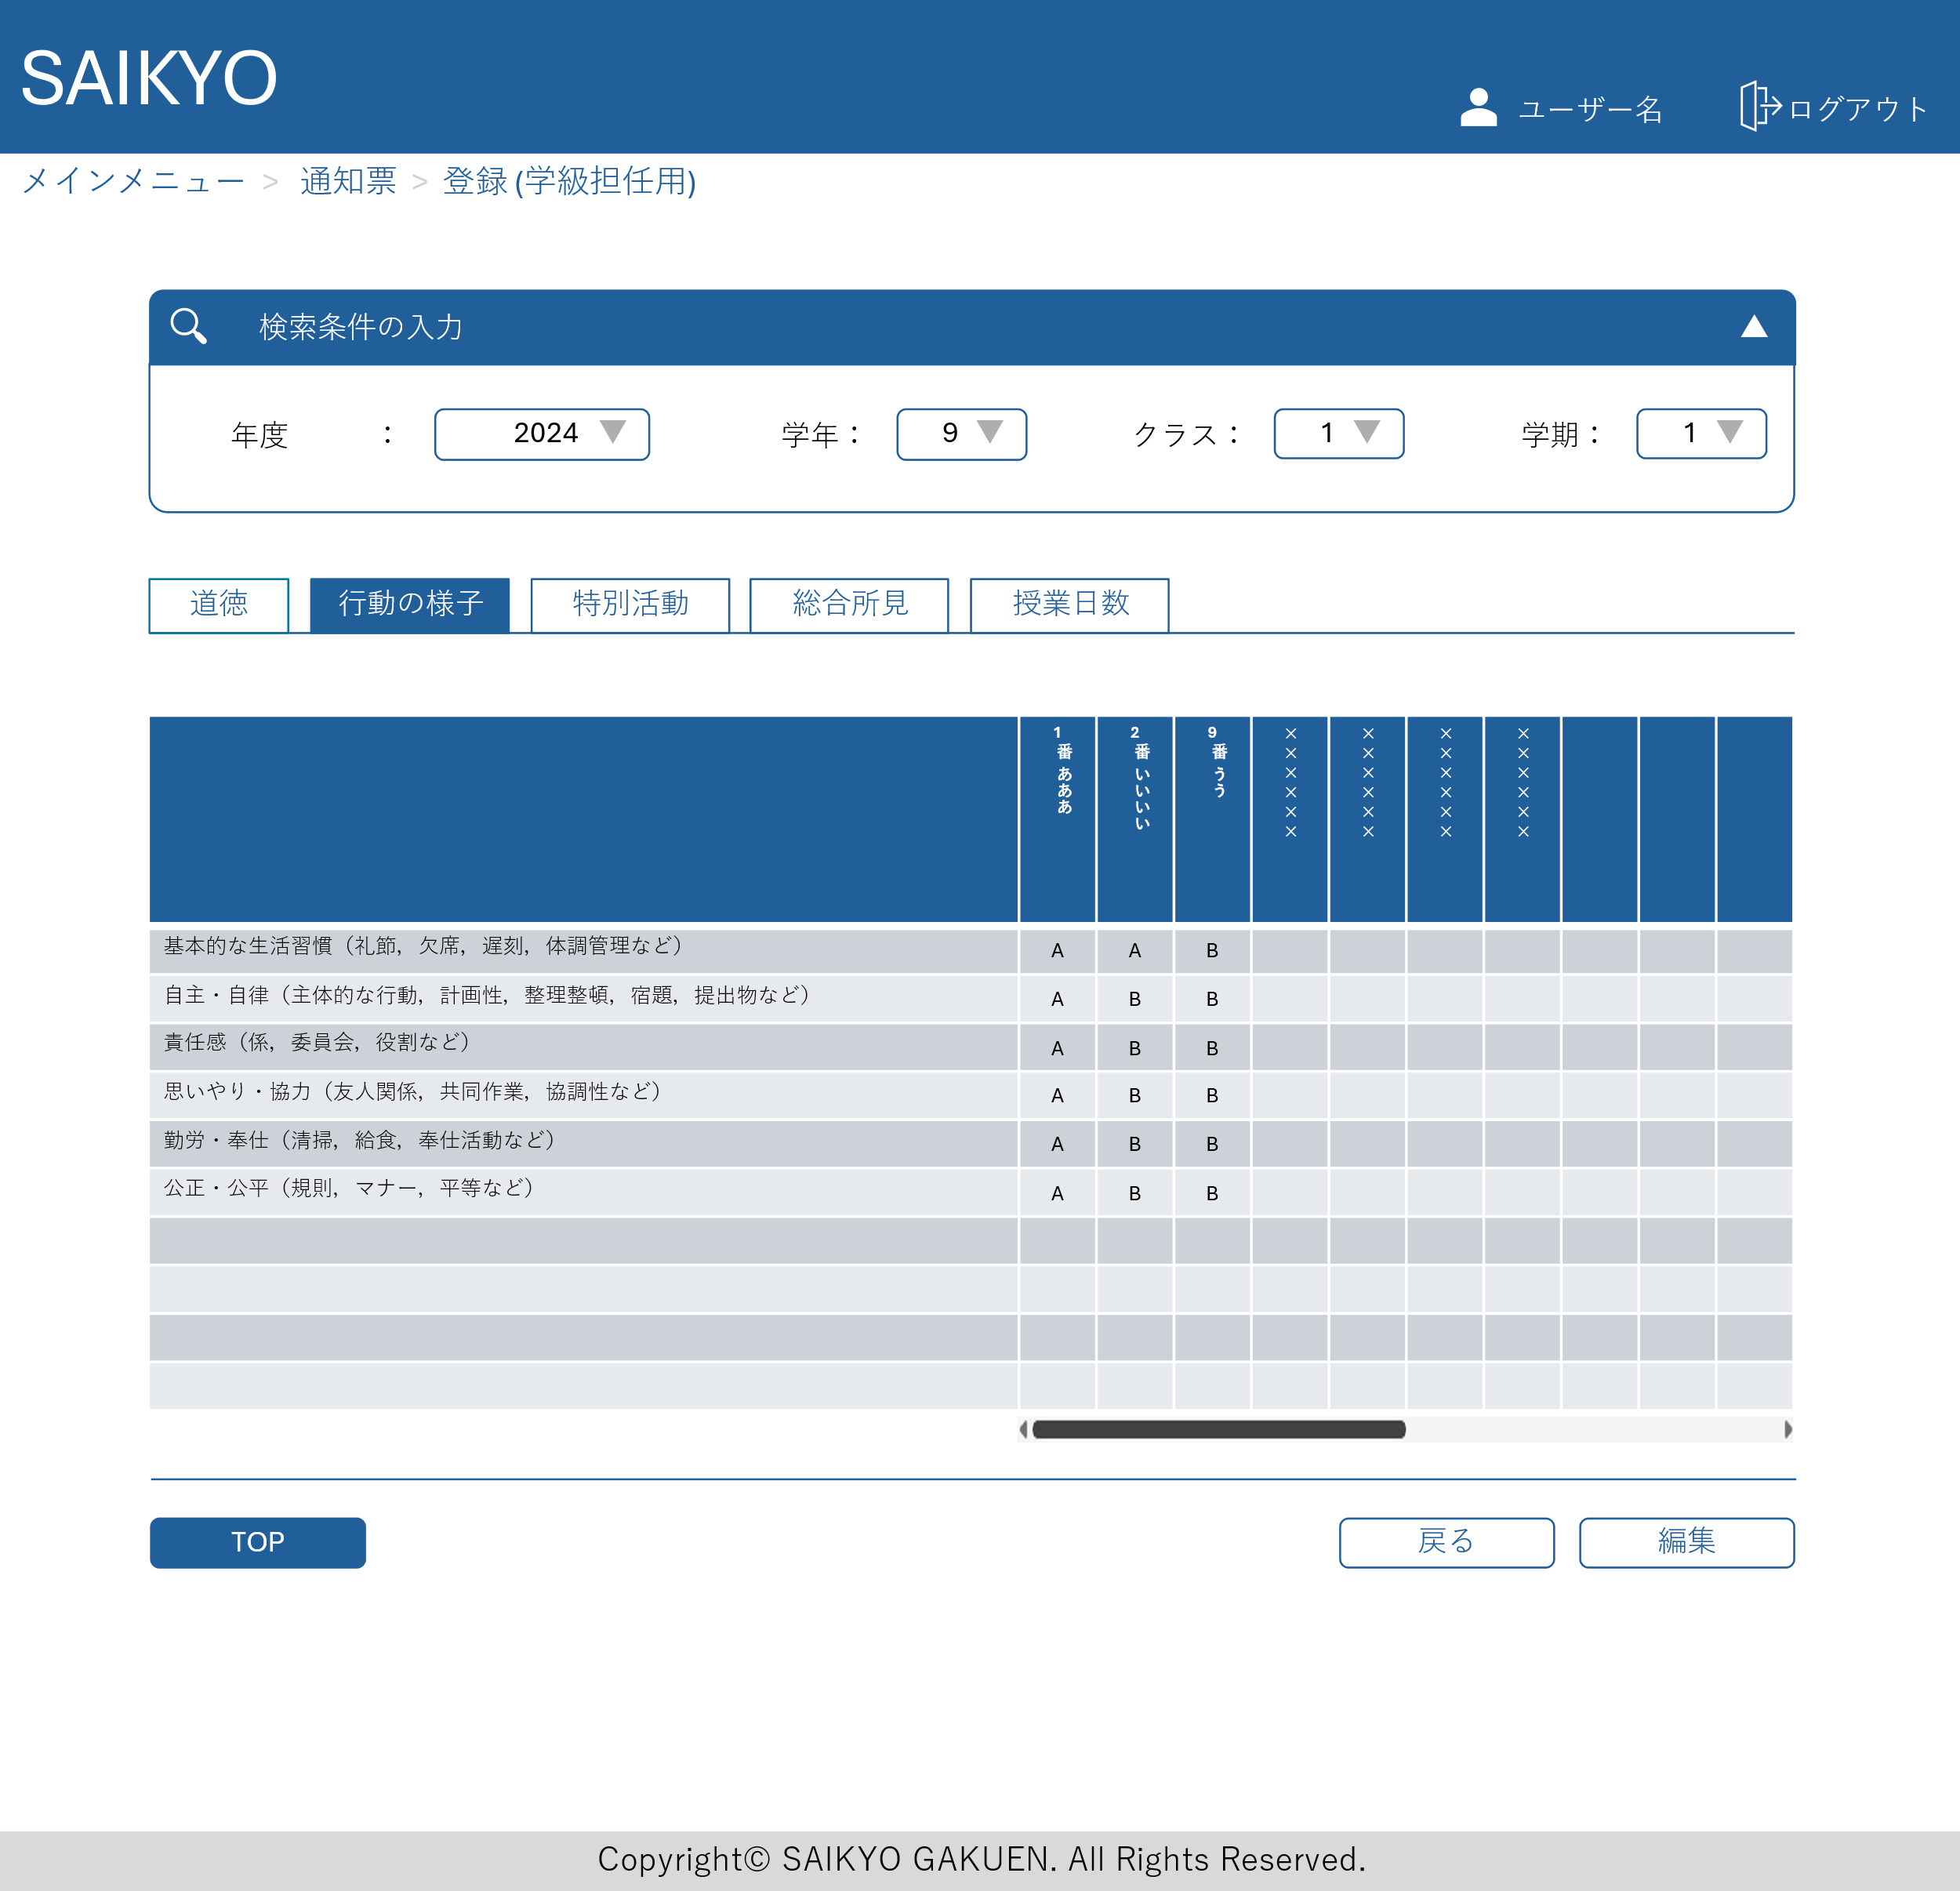 SAIKYO
ユーザー名 ログアウト
メインメニュー > 通知票 > 登録 (学級担任用)
検索条件の入力
年度 : 2024 学年： 9 クラス： 1 学期： 1
道徳 行動の様子 特別活動 総合所見 授業日数
1番 あああ
2番 いいいい
9番 うう
××××××
××××××
××××××
××××××
基本的な生活習慣（礼節，欠席，遅刻，体調管理など） A A B
自主・自律（主体的な行動，計画性，整理整頓，宿題，提出物など） A B B
責任感（係，委員会，役割など） A B B
思いやり・協力（友人関係，共同作業，協調性など） A B B
勤労・奉仕（清掃，給食，奉仕活動など） A B B
公正・公平（規則，マナー，平等など） A B B
TOP 戻る 編集
Copyright© SAIKYO GAKUEN. All Rights Reserved.